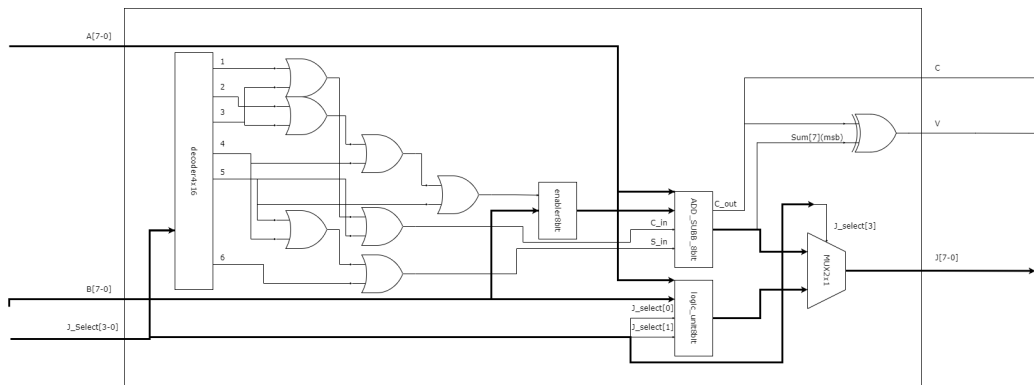 A[7-0]
C
1
2
3
4
5
6
decoder4x16
V
Sum[7](msb)
enabler8bit
ADD_SUBB_8bit
C_out
C_in
S_in
J_select[3]
MUX2x1
J[7-0]
B[7-0]
J_select[0]
J_Select[3-0]
J_select[1]
logic_unit8bit